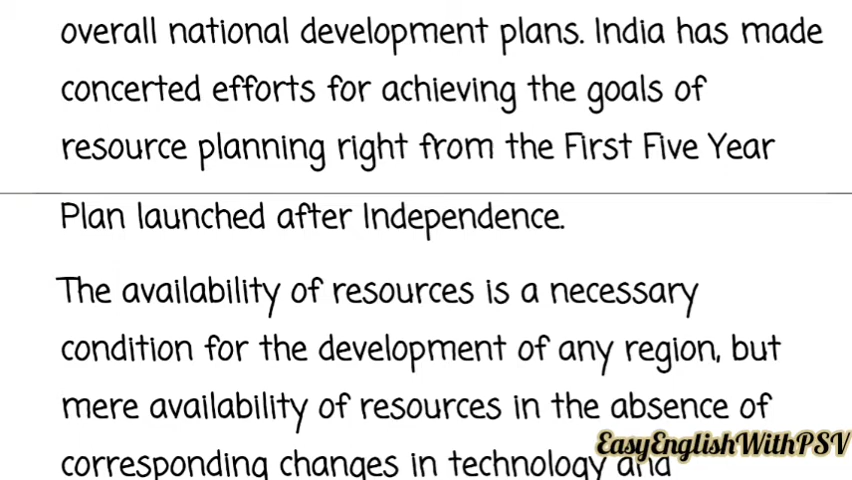 overall national development plans. India has made
concerted efforts for achieving the goals of
resource planning right from the First Five Year
Plan launched after Independence.
The availability of resources is a necessary
condition for the development of any region, but
mere availability of resources in the absence of
corresponding changes in technology and
EasyEnglishWithPSV